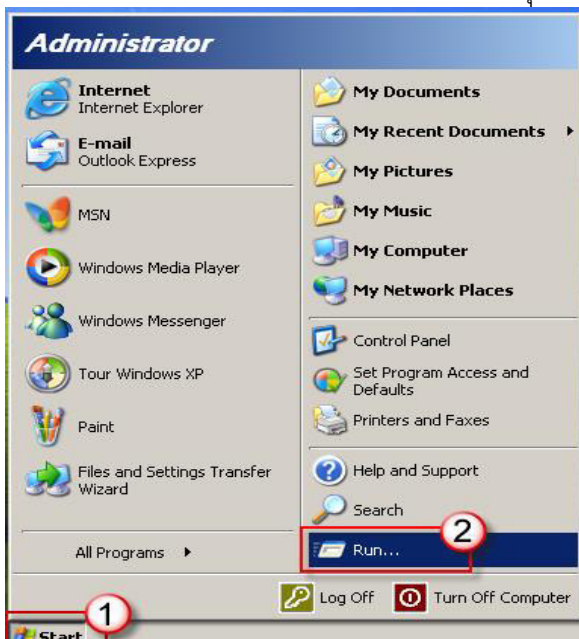 Administrator
Internet
Internet Explorer
E-mail
Outlook Express
MSN
Windows Media Player
Windows Messenger
Tour Windows XP
Paint
Files and Settings Transfer
Wizard
All Programs
My Documents
My Recent Documents
My Pictures
My Music
My Computer
My Network Places
Control Panel
Set Program Access and
Defaults
Printers and Faxes
Help and Support
Search
2
Run...
Log Off
Turn Off Computer
1
Start